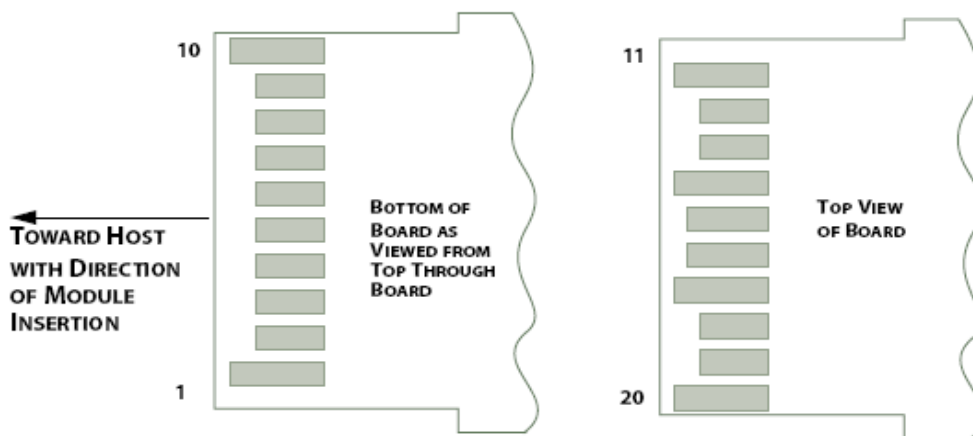 10
1
TOWARD HOST
WITH DIRECTION
OF MODULE
INSERTION
BOTTOM OF
BOARD AS
VIEWED FROM
TOP THROUGH
BOARD
11
20
TOP VIEW
OF BOARD